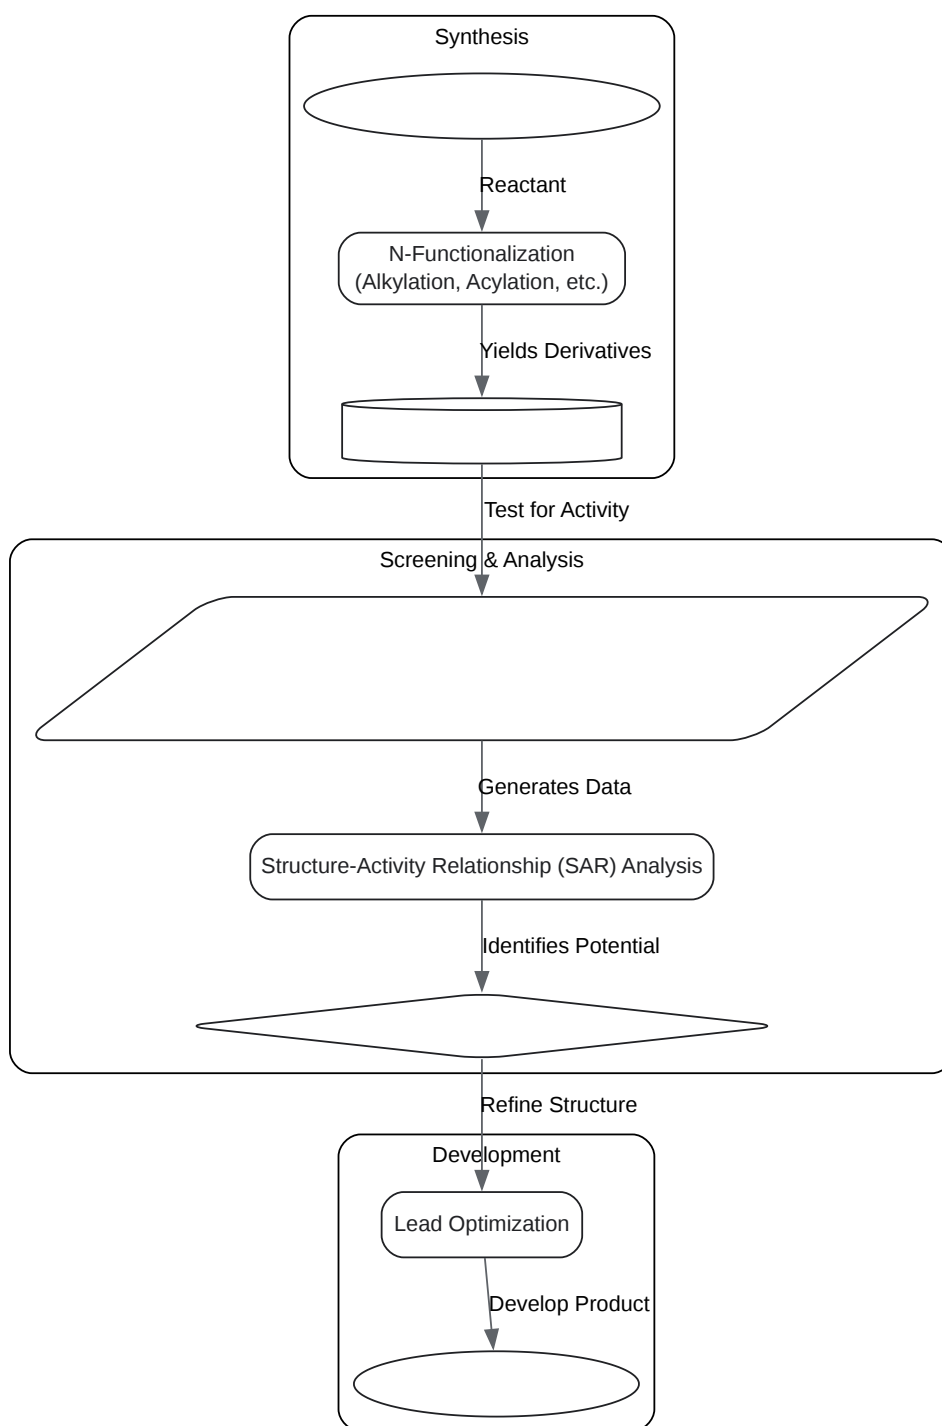 Synthesis
Reactant
N-Functionalization
(Alkylation, Acylation, etc.)
Yields Derivatives
Test for Activity
Screening & Analysis
Generates Data
Structure-Activity Relationship (SAR) Analysis
Identifies Potential
Refine Structure
Development
Lead Optimization
Develop Product